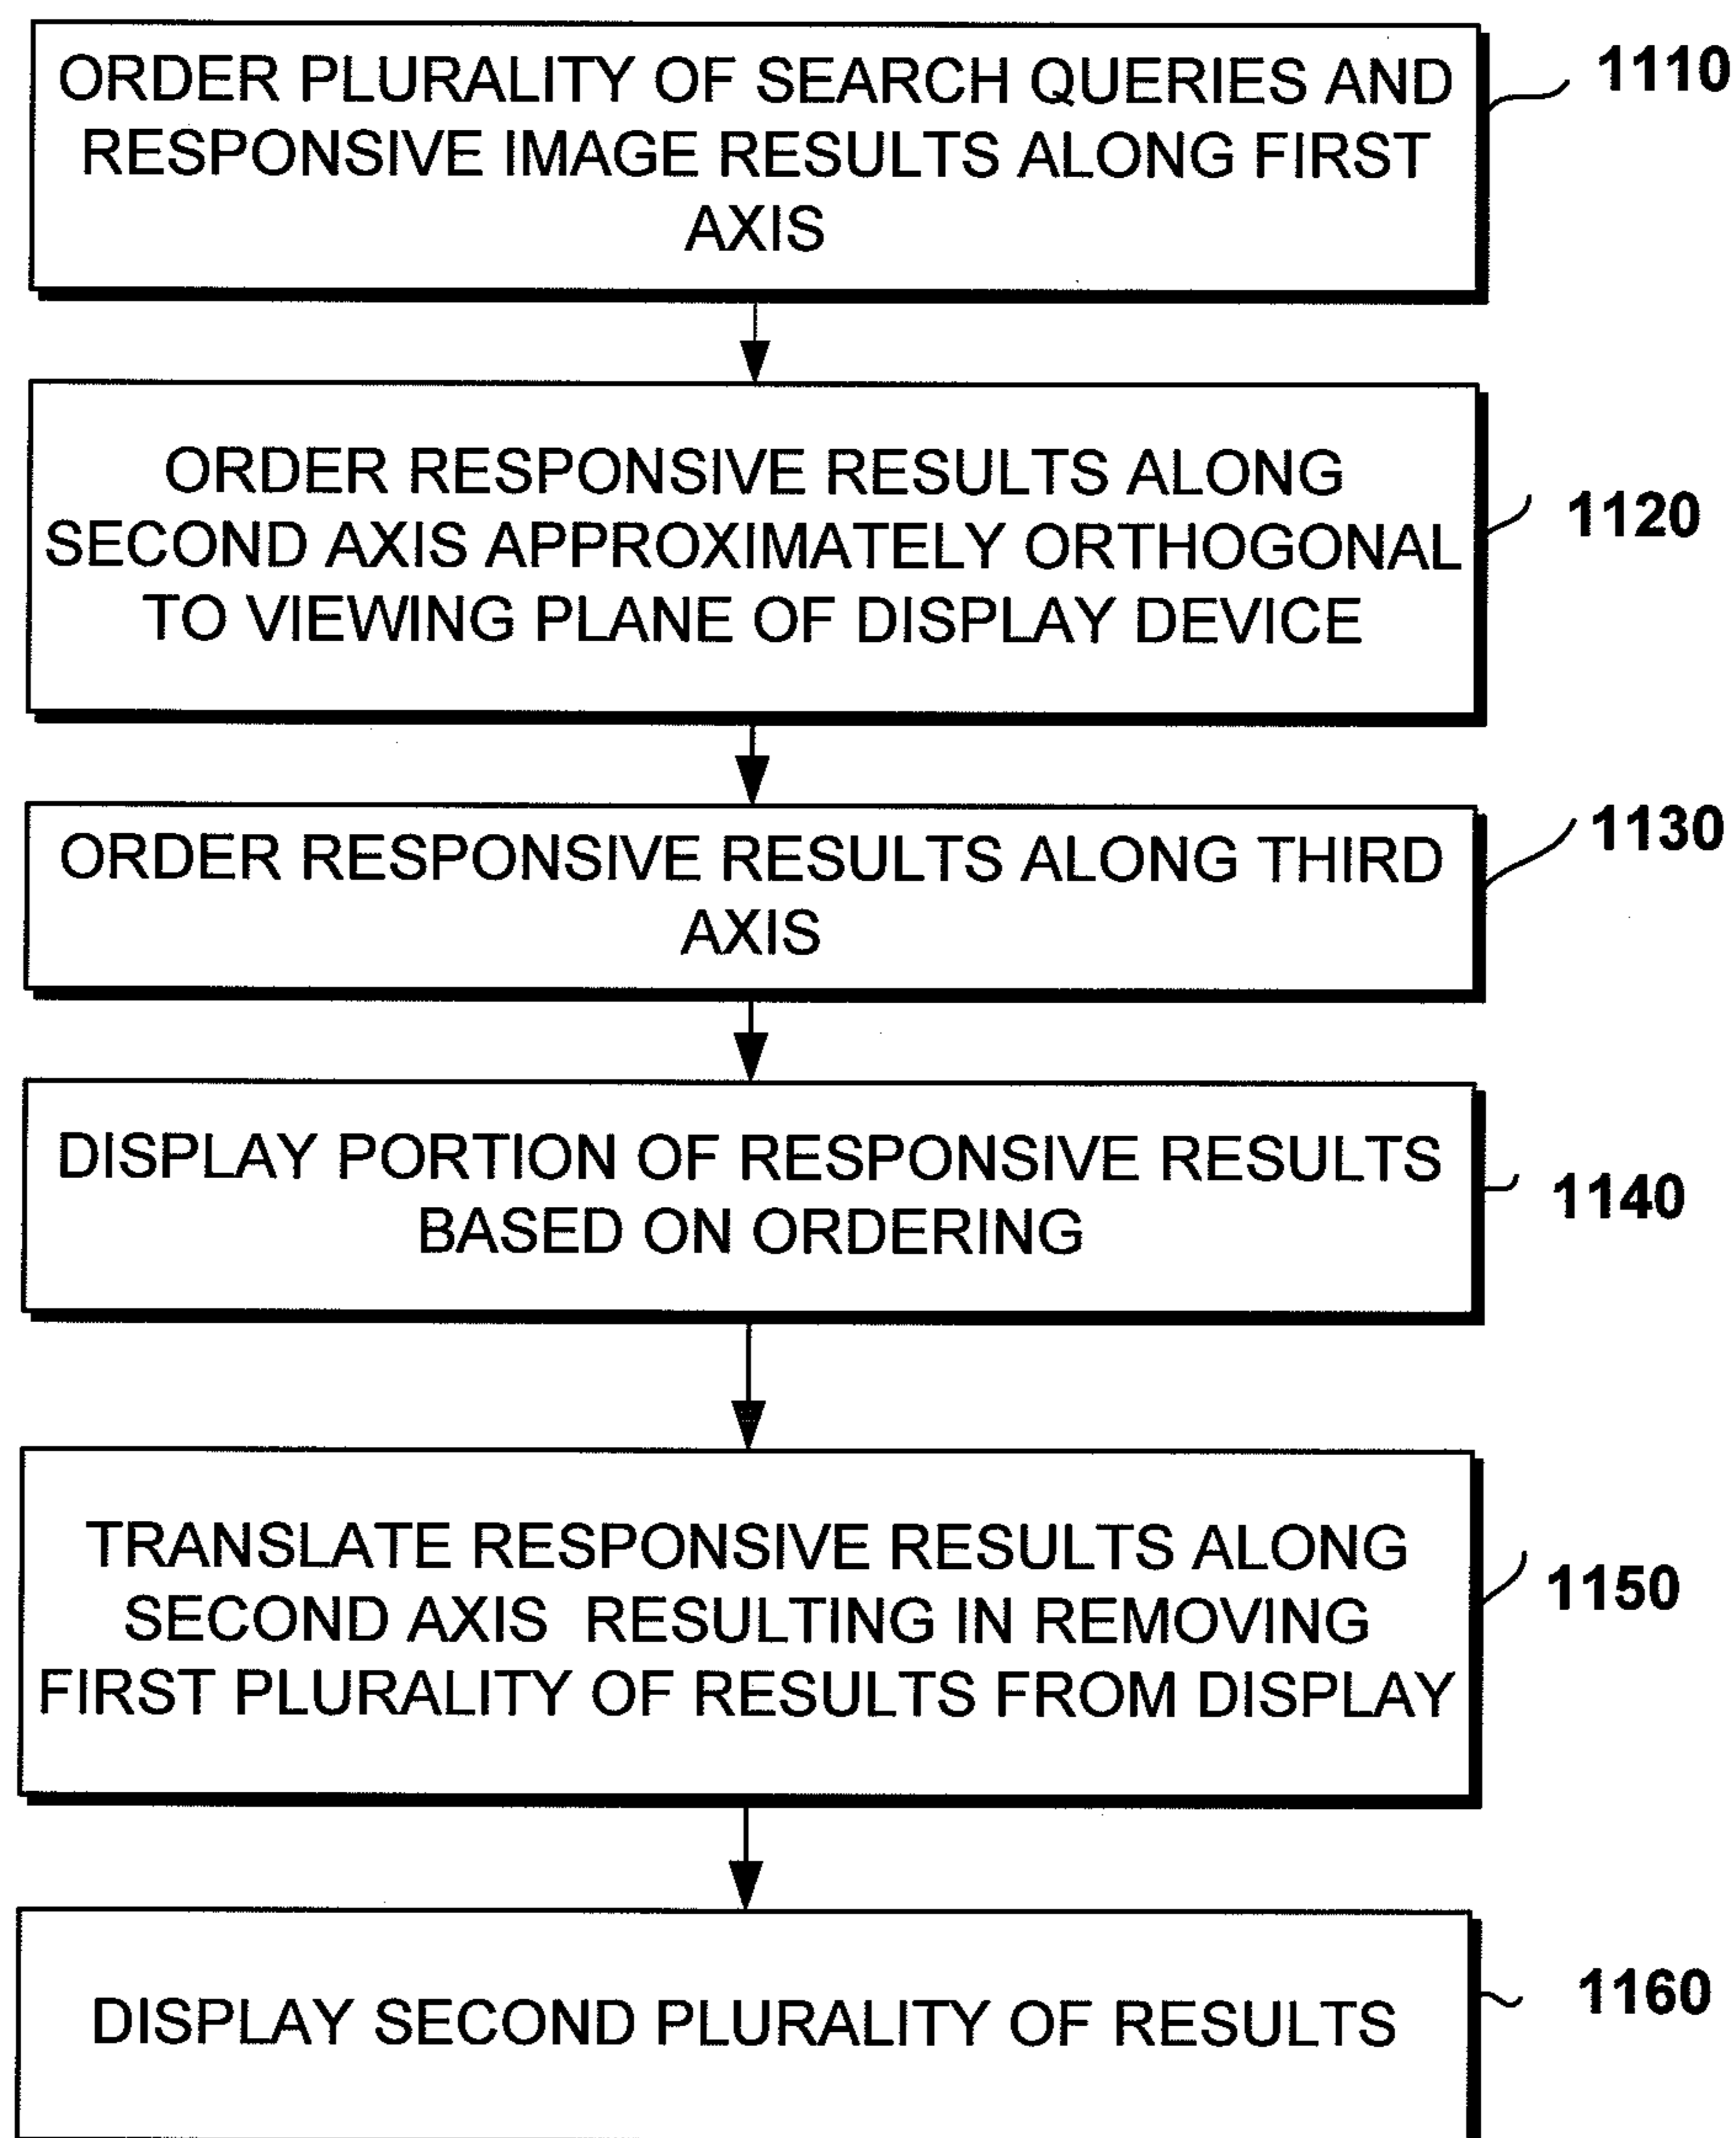 ORDER PLURALITY OF SEARCH QUERIES AND
RESPONSIVE IMAGE RESULTS ALONG FIRST
AXIS
1110
ORDER RESPONSIVE RESULTS ALONG
SECOND AXIS APPROXIMATELY ORTHOGONAL
TO VIEWING PLANE OF DISPLAY DEVICE
1120
ORDER RESPONSIVE RESULTS ALONG THIRD
AXIS
1130
DISPLAY PORTION OF RESPONSIVE RESULTS
BASED ON ORDERING
1140
TRANSLATE RESPONSIVE RESULTS ALONG
SECOND AXIS RESULTING IN REMOVING
FIRST PLURALITY OF RESULTS FROM DISPLAY
1150
DISPLAY SECOND PLURALITY OF RESULTS
1160